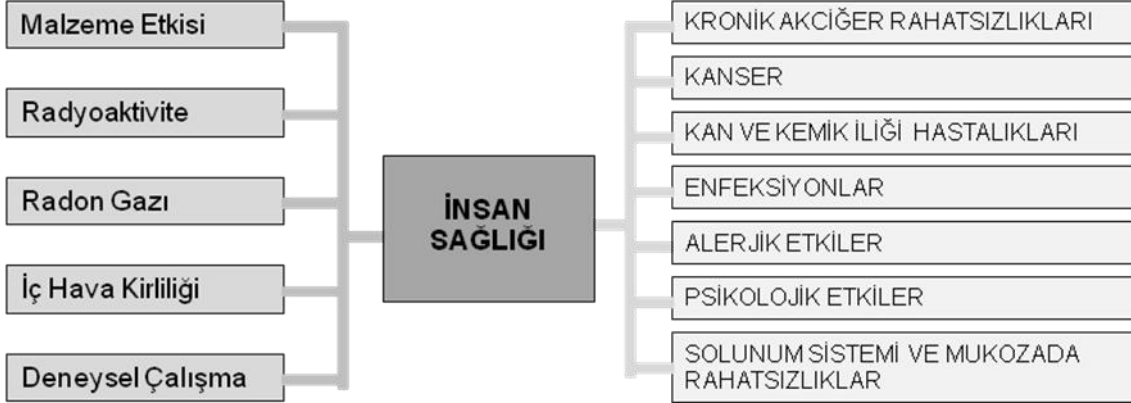 Malzeme Etkisi
Radyoaktivite
Radon Gazı
İç Hava Kirliliği
Deneysel Çalışma
İNSAN
SAĞLIĞI
KRONİK AKCİĞER RAHATSIZLIKLARI
KANSER
KAN VE KEMİK İLİĞİ HASTALIKLARI
ENFEKSİYONLAR
ALERJİK ETKİLER
PSİKOLOJİK ETKİLER
SOLUNUM SİSTEMİ VE MUKOZADA
RAHATSIZLIKLAR